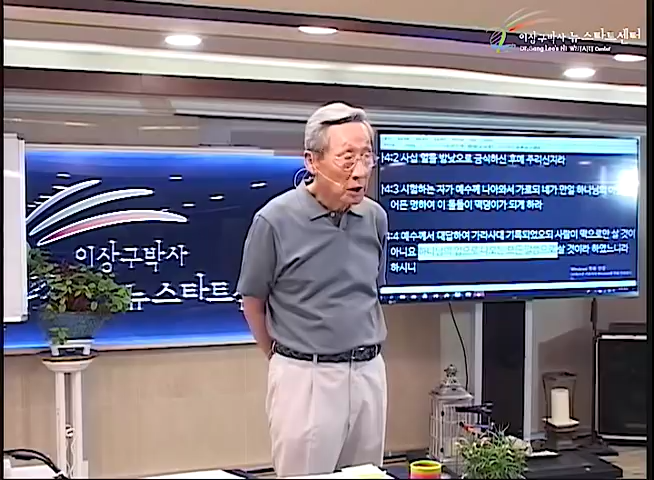 이상구박사 뉴스타트센터
Dr.Sang Lee's NEWSTART Center
14:2 사십 일을 밤낮으로 금식하신 후에 주리신지라
14:3 시험하는 자가 예수께 나아와서 가로되 네가 만일 하나님의 아
어든 명하여 이 돌들이 떡덩이가 되게 하라
4:4 예수께서 대답하여 가라사대 기록되었으되 사람이 떡으로만 살 것이
아니요 하나님의 입으로 나오는 모든 말씀으로 살 것이라 하였느니라
하시니
이상구박사
뉴스타트